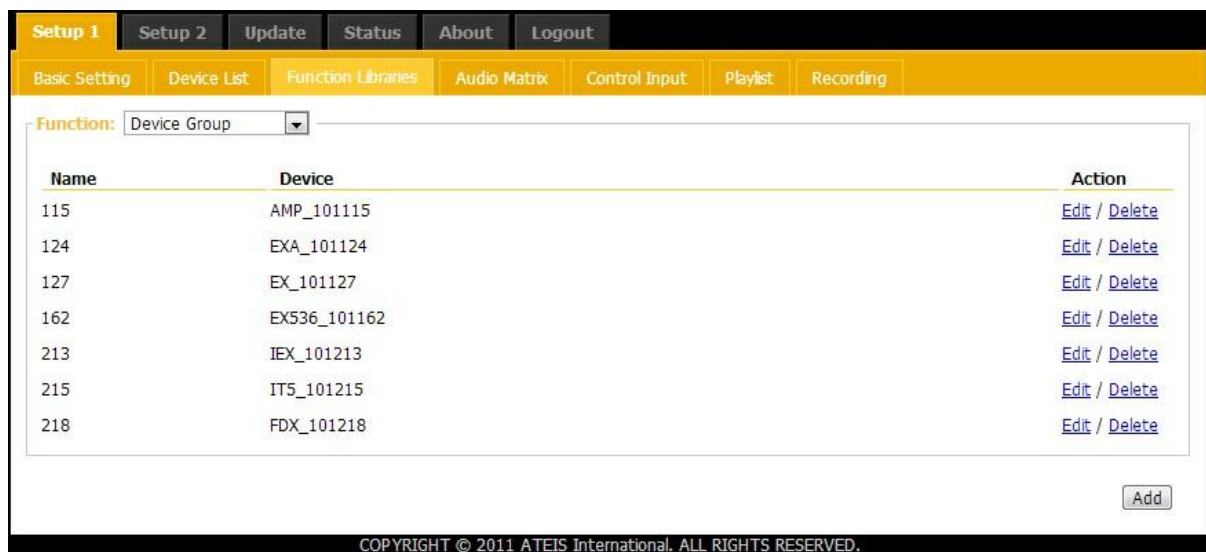 Setup 1 Setup 2 Update Status About Logout
Basic Setting Device List Function Libraries Audio Matrix Control Input Playlist Recording
Function: Device Group
Name Device Action
115 AMP_101115 Edit / Delete
124 EXA_101124 Edit / Delete
127 EX_101127 Edit / Delete
162 EX536_101162 Edit / Delete
213 IEX_101213 Edit / Delete
215 IT5_101215 Edit / Delete
218 FDX_101218 Edit / Delete
Add
COPYRIGHT © 2011 ATEIS International. ALL RIGHTS RESERVED.